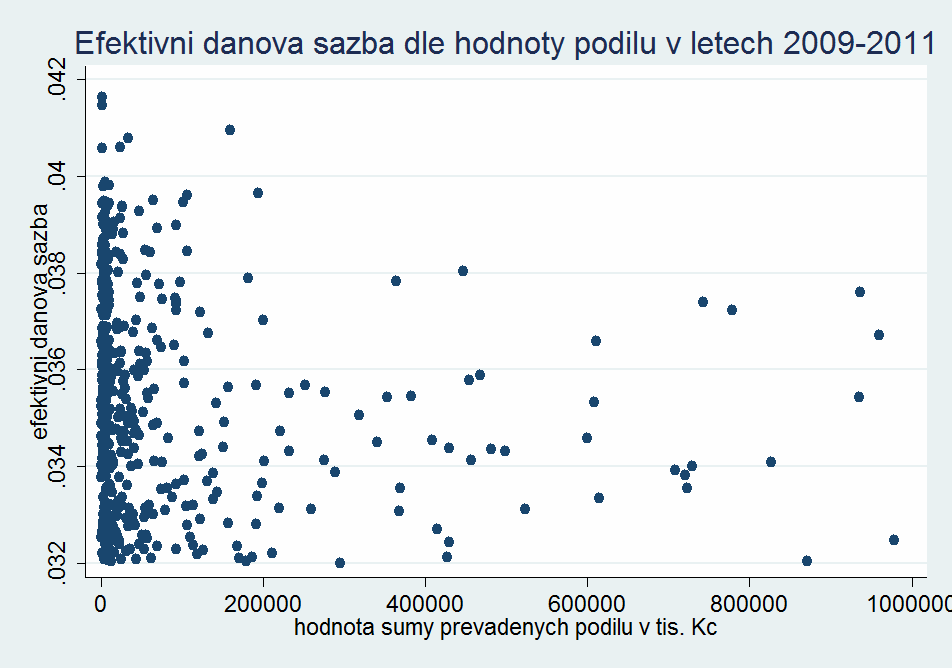 Efektivni danova sazba dle hodnoty podilu v letech 2009-2011
efektivni danova sazba
.042
.04
.038
.036
.034
.032
0 200000 400000 600000 800000 1000000
hodnota sumy prevadenych podilu v tis. Kc